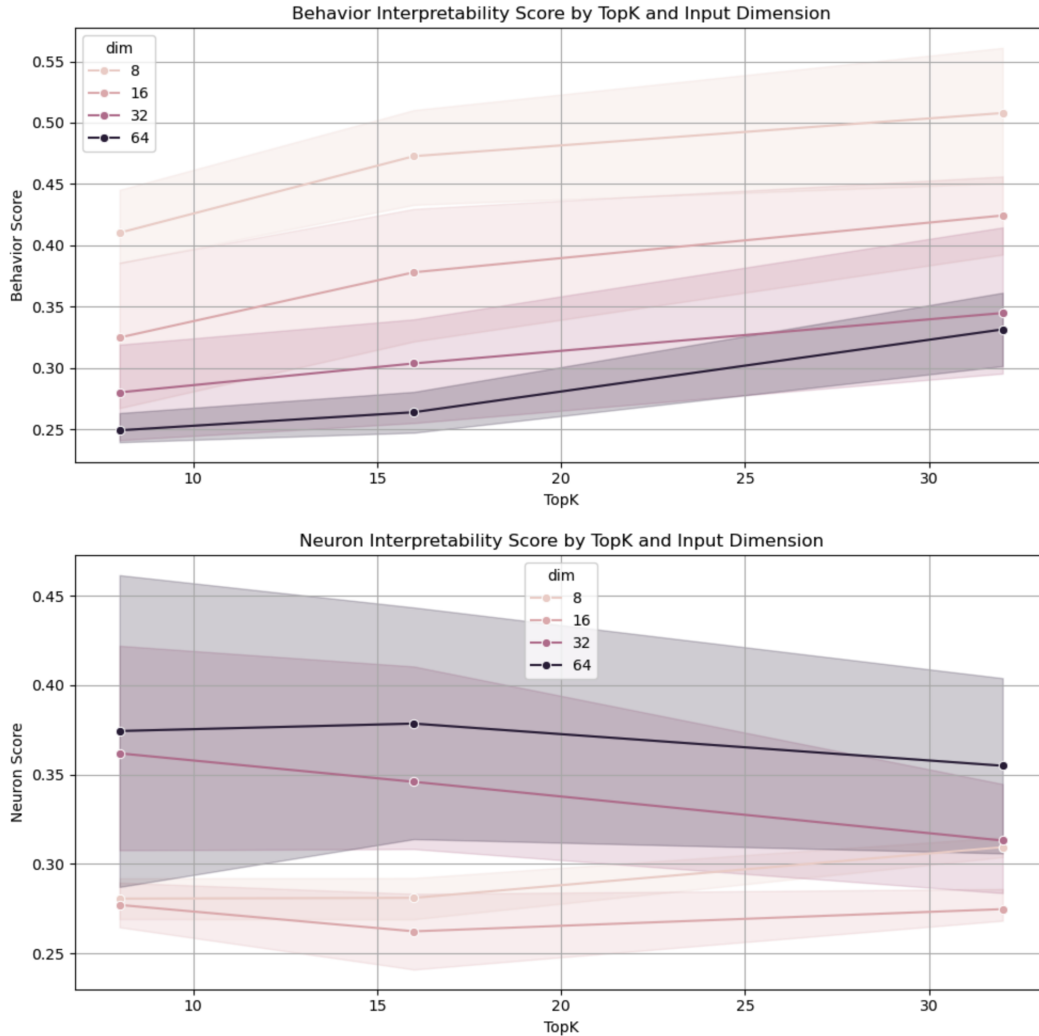 Behavior Interpretability Score by TopK and Input Dimension
dim
8
16
32
64
0.55
0.50
0.45
0.40
0.35
0.30
0.25
Behavior Score
10 15 20 25 30
TopK
Neuron Interpretability Score by TopK and Input Dimension
dim
8
16
32
64
0.45
0.40
0.35
0.30
0.25
Neuron Score
10 15 20 25 30
TopK